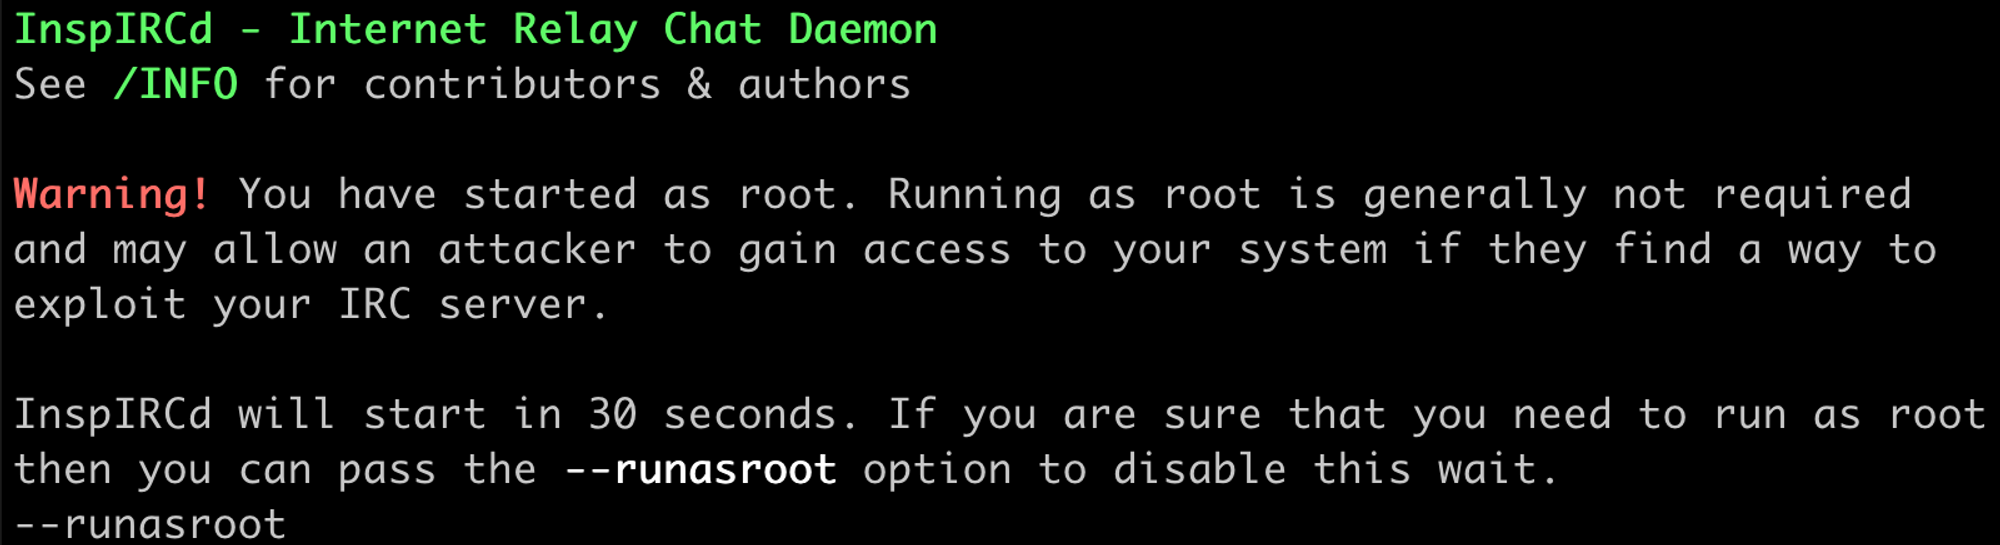 InspIRCd - Internet Relay Chat Daemon
See /INFO for contributors & authors
Warning! You have started as root. Running as root is generally not required
and may allow an attacker to gain access to your system if they find a way to
exploit your IRC server.
InspIRCd will start in 30 seconds. If you are sure that you need to run as root
then you can pass the --runasroot option to disable this wait.
--runasroot